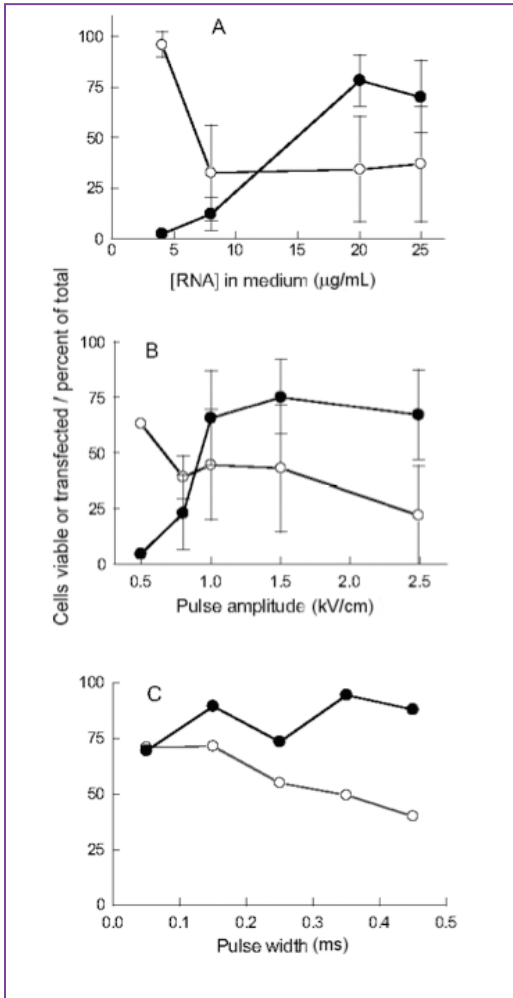 A
100
75
50
25
0
0 5 10 15 20 25
[RNA] in medium (μg/mL)
Cells viable or transfected / percent of total
B
100
75
50
25
0
0.5 1.0 1.5 2.0 2.5
Pulse amplitude (kV/cm)
C
100
75
50
25
0
0.0 0.1 0.2 0.3 0.4 0.5
Pulse width (ms)